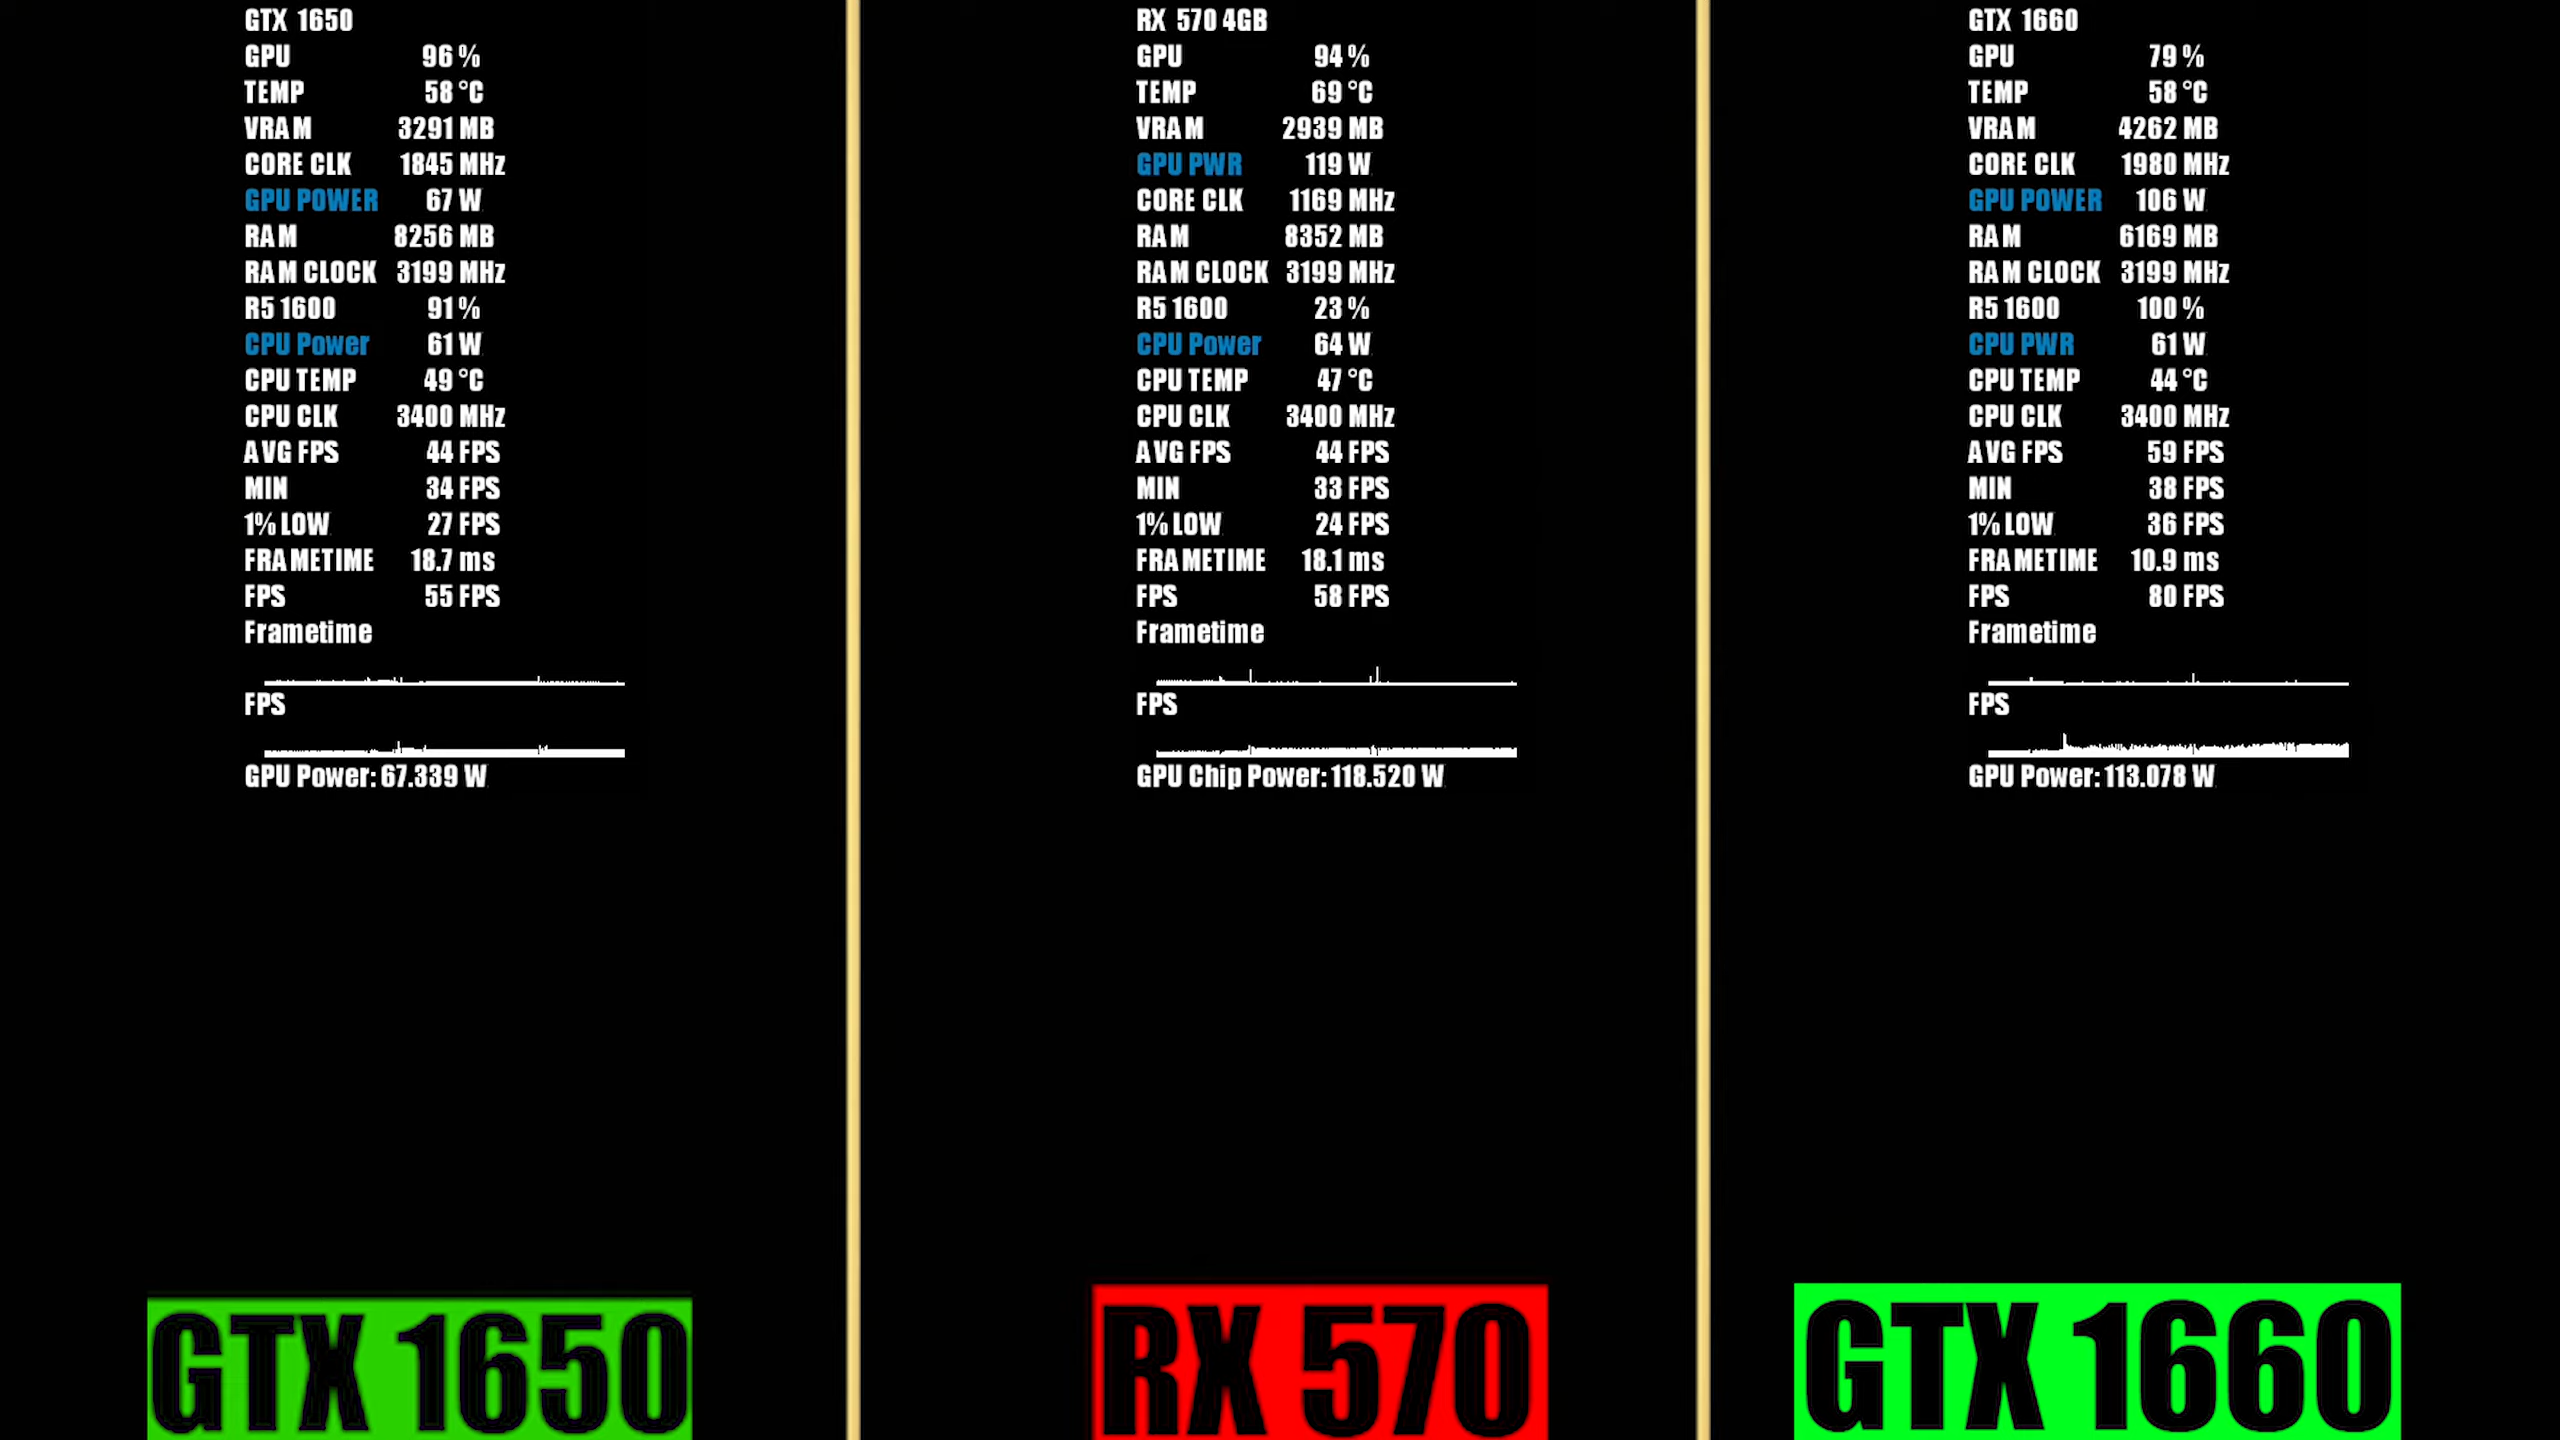 GTX 1650
GPU 96 %
TEMP 58 °C
VRAM 3291 MB
CORE CLK 1845 MHz
GPU POWER 67 W
RAM 8256 MB
RAM CLOCK 3199 MHz
R5 1600 91 %
CPU Power 61 W
CPU TEMP 49 °C
CPU CLK 3400 MHz
AVG FPS 44 FPS
MIN 34 FPS
1% LOW 27 FPS
FRAMETIME 18.7 ms
FPS 55 FPS
Frametime
FPS
GPU Power: 67.339 W
GTX 1650
RX 570 4GB
GPU 94 %
TEMP 69 °C
VRAM 2939 MB
GPU PWR 119 W
CORE CLK 1169 MHz
RAM 8352 MB
RAM CLOCK 3199 MHz
R5 1600 23 %
CPU Power 64 W
CPU TEMP 47 °C
CPU CLK 3400 MHz
AVG FPS 44 FPS
MIN 33 FPS
1% LOW 24 FPS
FRAMETIME 18.1 ms
FPS 58 FPS
Frametime
FPS
GPU Chip Power: 118.520 W
RX 570
GTX 1660
GPU 79 %
TEMP 58 °C
VRAM 4262 MB
CORE CLK 1980 MHz
GPU POWER 106 W
RAM 6169 MB
RAM CLOCK 3199 MHz
R5 1600 100 %
CPU PWR 61 W
CPU TEMP 44 °C
CPU CLK 3400 MHz
AVG FPS 59 FPS
MIN 38 FPS
1% LOW 36 FPS
FRAMETIME 10.9 ms
FPS 80 FPS
Frametime
FPS
GPU Power: 113.078 W
GTX 1660